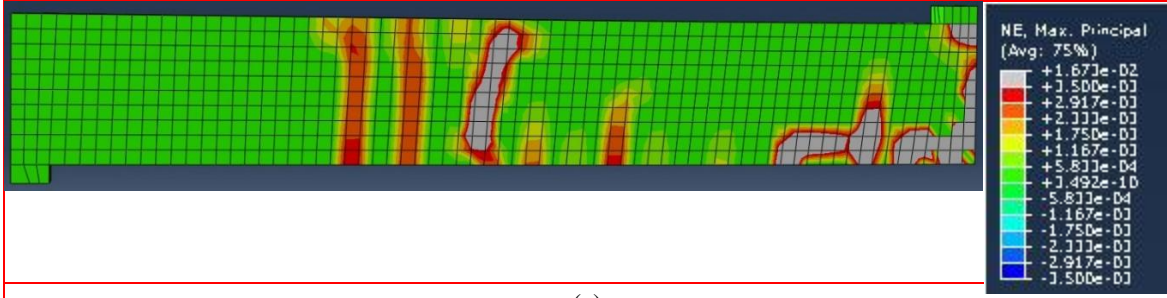 NE, Max. Principal
(Avg: 75%)
+1.673e-02
+3.500e-03
+2.917e-03
+2.333e-03
+1.750e-03
+1.167e-03
+5.833e-04
+3.492e-10
-5.833e-04
-1.167e-03
-1.750e-03
-2.333e-03
-2.917e-03
-3.500e-03